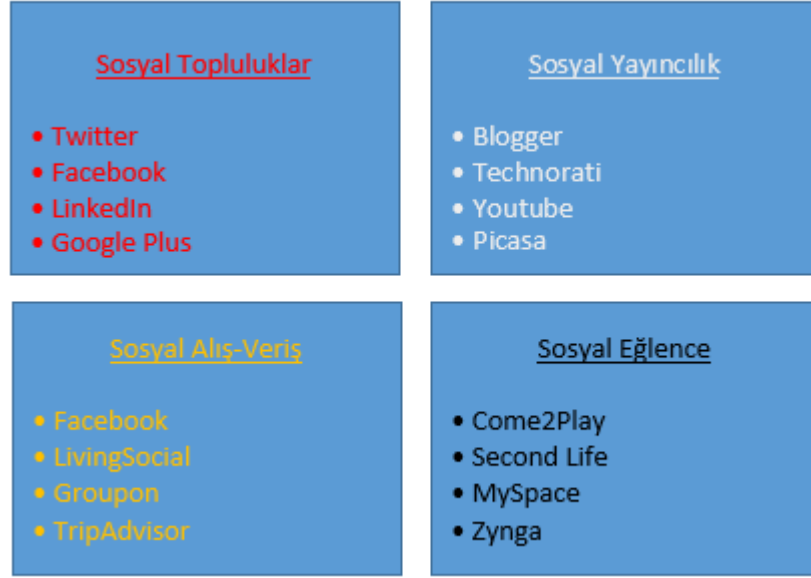 Sosyal Topluluklar
• Twitter
• Facebook
• LinkedIn
• Google Plus
Sosyal Yayıncılık
• Blogger
• Technorati
• Youtube
• Picasa
Sosyal Alış-Veriş
• Facebook
• LivingSocial
• Groupon
• TripAdvisor
Sosyal Eğlence
• Come2Play
• Second Life
• MySpace
• Zynga